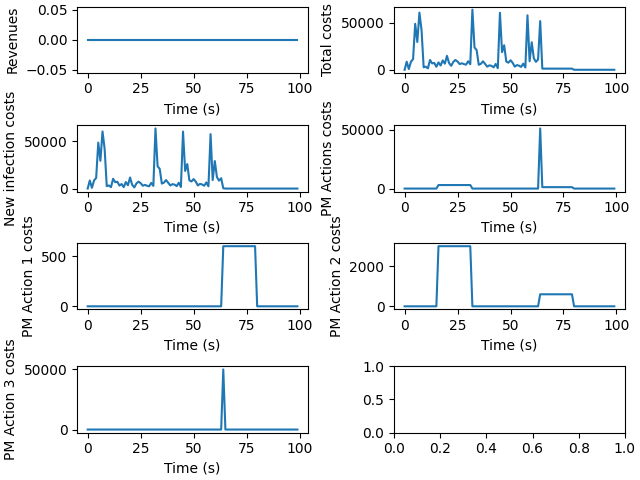 Revenues
0.05
0.00
−0.05
0 25 50 75 100
Time (s)
Total costs
50000
0
0 25 50 75 100
Time (s)
New infection costs
50000
0
0 25 50 75 100
Time (s)
PM Actions costs
50000
0
0 25 50 75 100
Time (s)
PM Action 1 costs
500
0
0 25 50 75 100
Time (s)
PM Action 2 costs
2000
0
0 25 50 75 100
Time (s)
PM Action 3 costs
50000
0
0 25 50 75 100
Time (s)
1.0
0.5
0.0
0.0 0.2 0.4 0.6 0.8 1.0